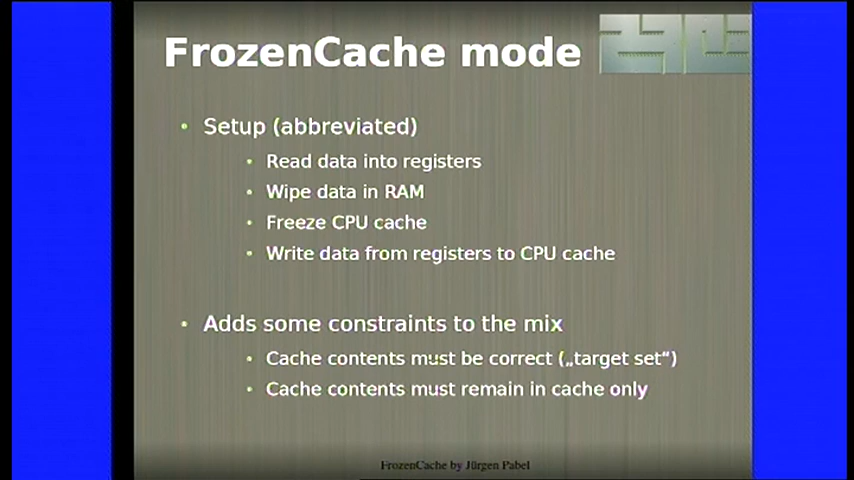 FrozenCache mode
• Setup (abbreviated)
• Read data into registers
• Wipe data in RAM
• Freeze CPU cache
• Write data from registers to CPU cache
• Adds some constraints to the mix
• Cache contents must be correct („target set“)
• Cache contents must remain in cache only
FrozenCache by Jürgen Pabel